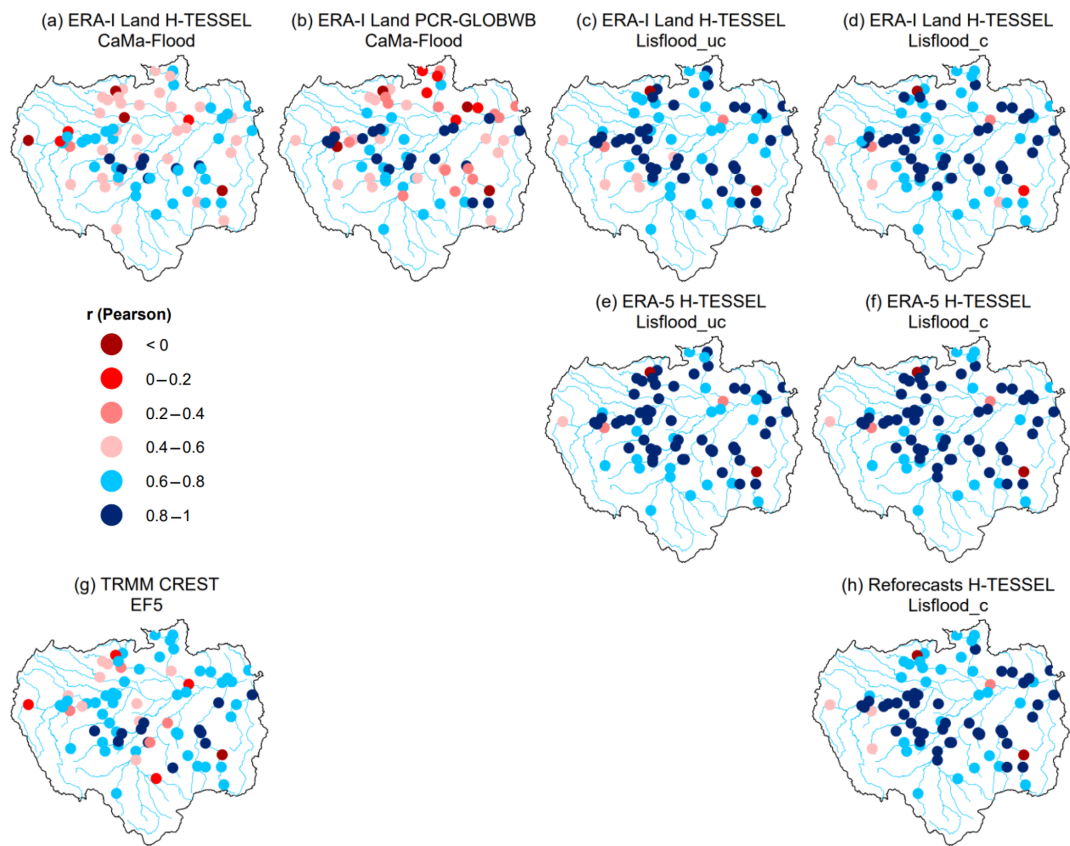 (a) ERA-I Land H-TESSEL
CaMa-Flood
(b) ERA-I Land PCR-GLOBWB
CaMa-Flood
(c) ERA-I Land H-TESSEL
Lisflood_uc
(d) ERA-I Land H-TESSEL
Lisflood_c
(e) ERA-5 H-TESSEL
Lisflood_uc
(f) ERA-5 H-TESSEL
Lisflood_c
r (Pearson)
< 0
0–0.2
0.2–0.4
0.4–0.6
0.6–0.8
0.8–1
(g) TRMM CREST
EF5
(h) Reforecasts H-TESSEL
Lisflood_c